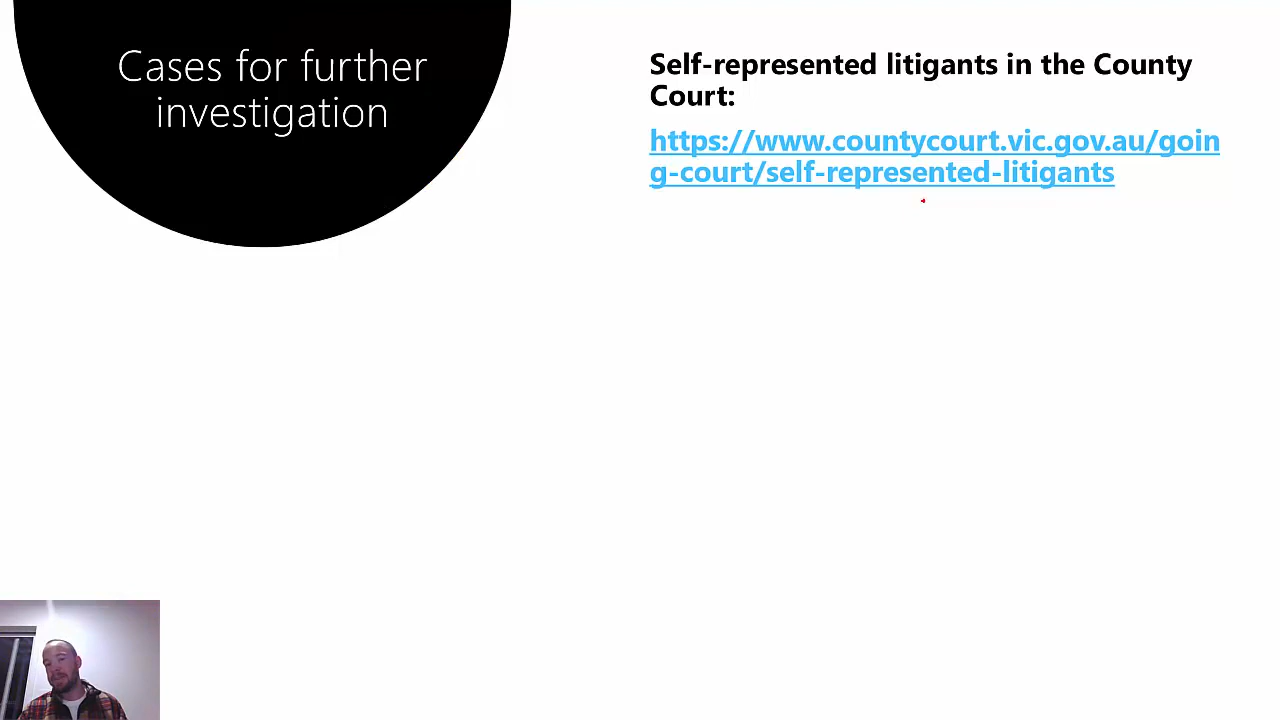 Cases for further
investigation
Self-represented litigants in the County
Court:
https://www.countycourt.vic.gov.au/goin
g-court/self-represented-litigants